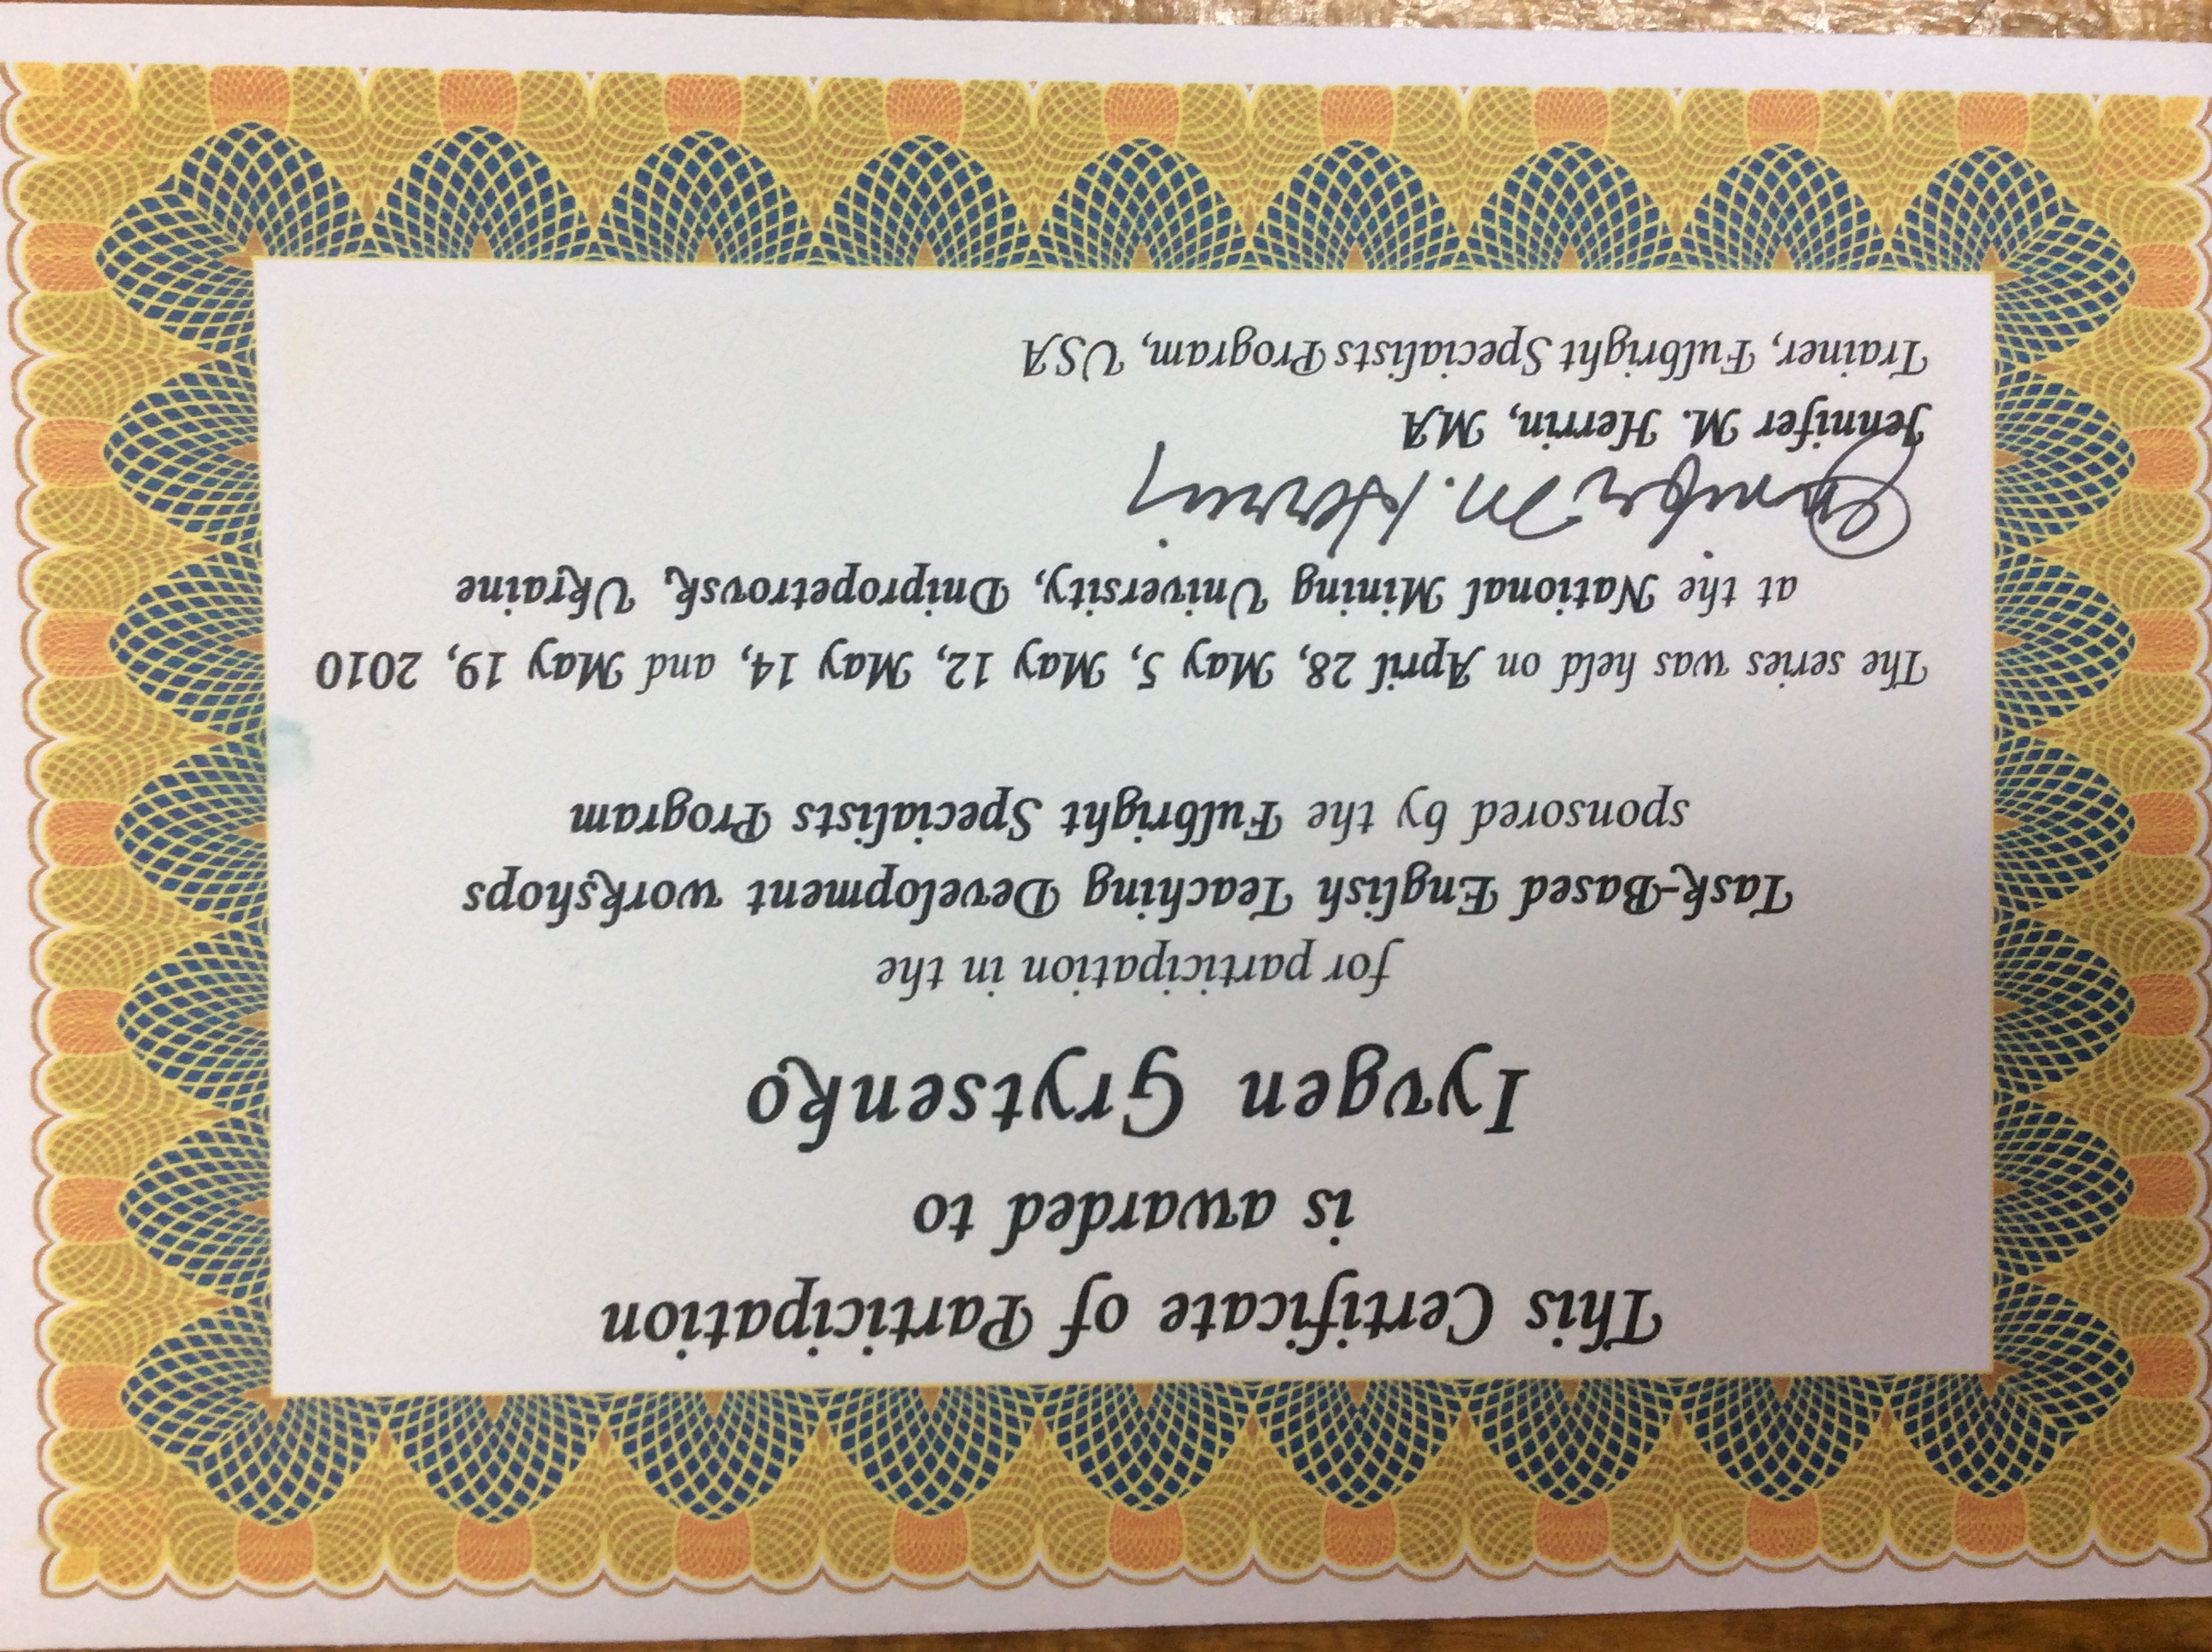 This Certificate of Participation
is awarded to
Iyvgen Grytsenko
for participation in the
Task-Based English Teaching Development workshops
sponsored by the Fulbright Specialists Program
The series was held on April 28, May 5, May 12, May 14, and May 19, 2010
at the National Mining University, Dnipropetrovsk, Ukraine
Jennifer M. Herrin
Jennifer M. Herrin, MA
Trainer, Fulbright Specialists Program, USA